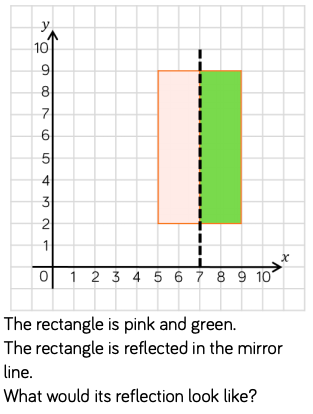 y
10
9
8
7
6
5
4
3
2
1
0 1 2 3 4 5 6 7 8 9 10 x
The rectangle is pink and green.
The rectangle is reflected in the mirror
line.
What would its reflection look like?